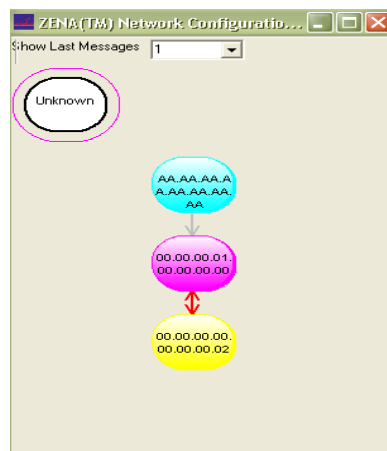 ZENA(TM) Network Configuratio...
Show Last Messages 1
Unknown
AA.AA.AA.A
A.AA.AA.AA.
AA
00.00.00.01.
00.00.00.00
00.00.00.00.
00.00.00.02